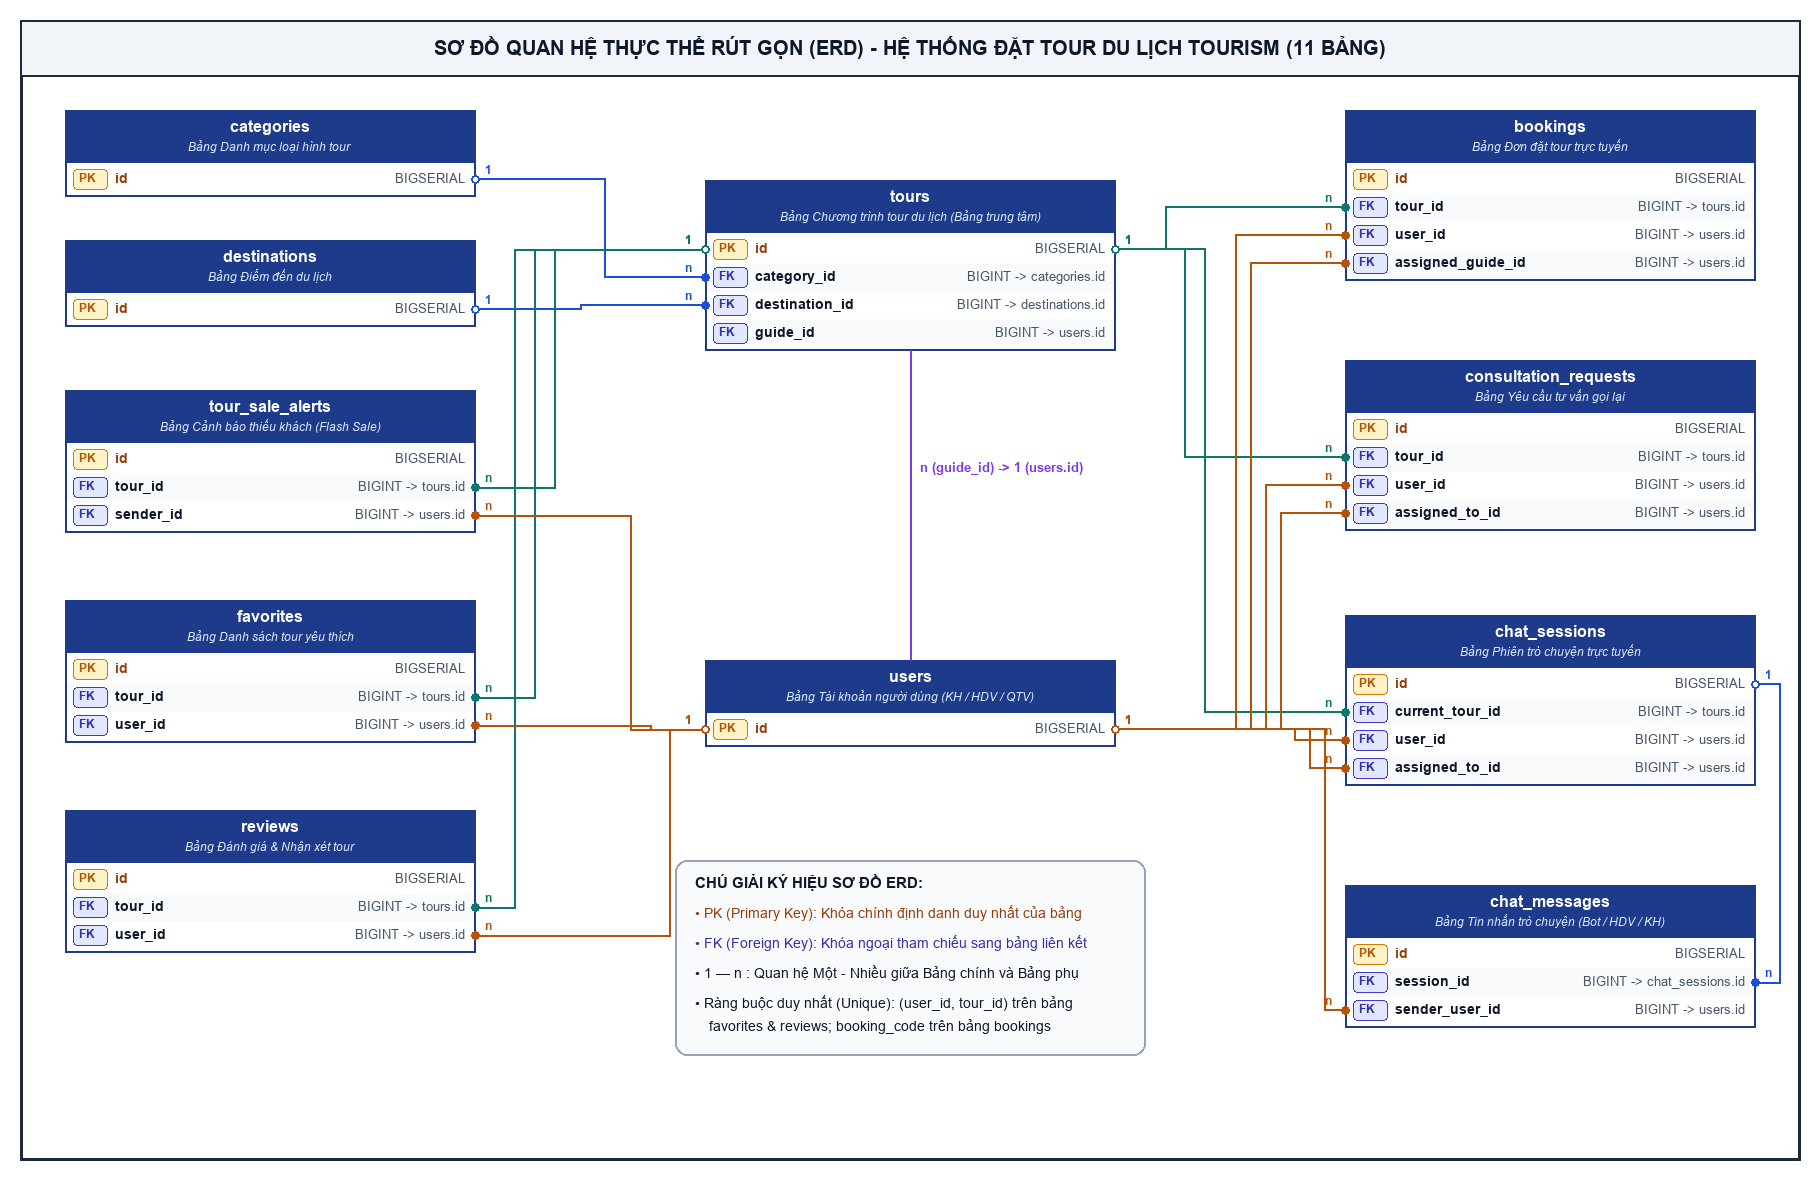 SƠ ĐỒ QUAN HỆ THỰC THỂ RÚT GỌN (ERD) - HỆ THỐNG ĐẶT TOUR DU LỊCH TOURISM (11 BẢNG)
categories
Bảng Danh mục loại hình tour
PK id BIGSERIAL
1
destinations
Bảng Điểm đến du lịch
PK id BIGSERIAL
1
tour_sale_alerts
Bảng Cảnh báo thiếu khách (Flash Sale)
PK id BIGSERIAL
FK tour_id BIGINT -> tours.id
n
FK sender_id BIGINT -> users.id
n
favorites
Bảng Danh sách tour yêu thích
PK id BIGSERIAL
FK tour_id BIGINT -> tours.id
n
FK user_id BIGINT -> users.id
n
reviews
Bảng Đánh giá & Nhận xét tour
PK id BIGSERIAL
FK tour_id BIGINT -> tours.id
n
FK user_id BIGINT -> users.id
n
tours
Bảng Chương trình tour du lịch (Bảng trung tâm)
1
PK id BIGSERIAL
1
n
FK category_id BIGINT -> categories.id
n
FK destination_id BIGINT -> destinations.id
FK guide_id BIGINT -> users.id
n (guide_id) -> 1 (users.id)
users
Bảng Tài khoản người dùng (KH / HDV / QTV)
1
PK id BIGSERIAL
1
CHÚ GIẢI KÝ HIỆU SƠ ĐỒ ERD:
• PK (Primary Key): Khóa chính định danh duy nhất của bảng
• FK (Foreign Key): Khóa ngoại tham chiếu sang bảng liên kết
• 1 — n : Quan hệ Một - Nhiều giữa Bảng chính và Bảng phụ
• Ràng buộc duy nhất (Unique): (user_id, tour_id) trên bảng
favorites & reviews; booking_code trên bảng bookings
bookings
Bảng Đơn đặt tour trực tuyến
PK id BIGSERIAL
n
FK tour_id BIGINT -> tours.id
n
FK user_id BIGINT -> users.id
n
FK assigned_guide_id BIGINT -> users.id
consultation_requests
Bảng Yêu cầu tư vấn gọi lại
PK id BIGSERIAL
n
FK tour_id BIGINT -> tours.id
n
FK user_id BIGINT -> users.id
n
FK assigned_to_id BIGINT -> users.id
chat_sessions
Bảng Phiên trò chuyện trực tuyến
PK id BIGSERIAL
1
n
FK current_tour_id BIGINT -> tours.id
n
FK user_id BIGINT -> users.id
n
FK assigned_to_id BIGINT -> users.id
chat_messages
Bảng Tin nhắn trò chuyện (Bot / HDV / KH)
PK id BIGSERIAL
FK session_id BIGINT -> chat_sessions.id
n
n
FK sender_user_id BIGINT -> users.id